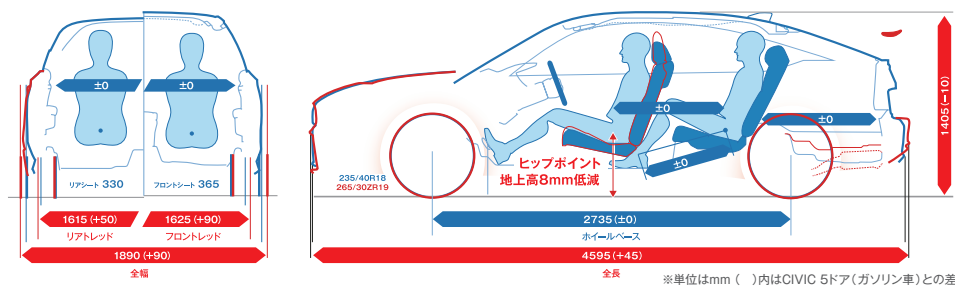 ±0
±0
リアシート 330
フロントシート 365
1615(+50)
1625(+90)
リアトレッド
フロントレッド
1890(+90)
全幅
±0
±0
±0
ヒップポイント
地上高8mm低減
235/40R18
265/30ZR19
2735(±0)
ホイールベース
4595(+45)
全長
1405(−10)
※単位はmm (　)内はCIVIC 5ドア(ガソリン車)との差